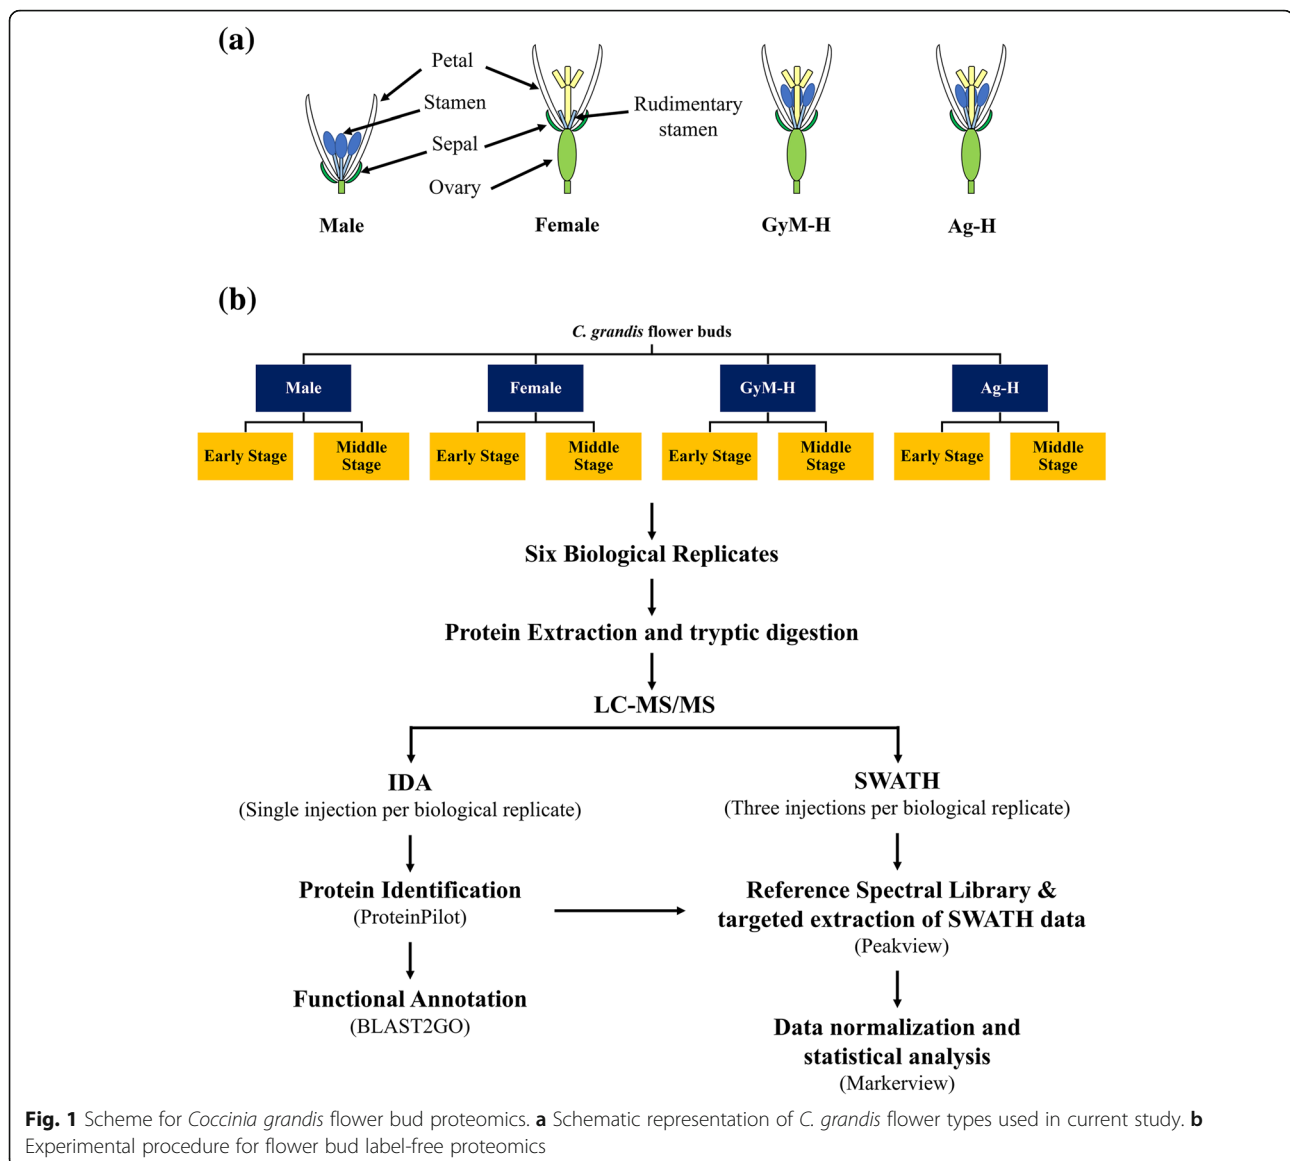 (a)
Petal
Stamen
Sepal
Ovary
Rudimentary
stamen
Male
Female
GyM-H
Ag-H
(b)
C. grandis flower buds
Male
Female
GyM-H
Ag-H
Early Stage
Middle
Stage
Early Stage
Middle
Stage
Early Stage
Middle
Stage
Early Stage
Middle
Stage
Six Biological Replicates
Protein Extraction and tryptic digestion
LC-MS/MS
IDA
(Single injection per biological replicate)
SWATH
(Three injections per biological replicate)
Protein Identification
(ProteinPilot)
Reference Spectral Library &
targeted extraction of SWATH data
(Peakview)
Functional Annotation
(BLAST2GO)
Data normalization and
statistical analysis
(Markerview)
Fig. 1 Scheme for Coccinia grandis flower bud proteomics. a Schematic representation of C. grandis flower types used in current study. b
Experimental procedure for flower bud label-free proteomics